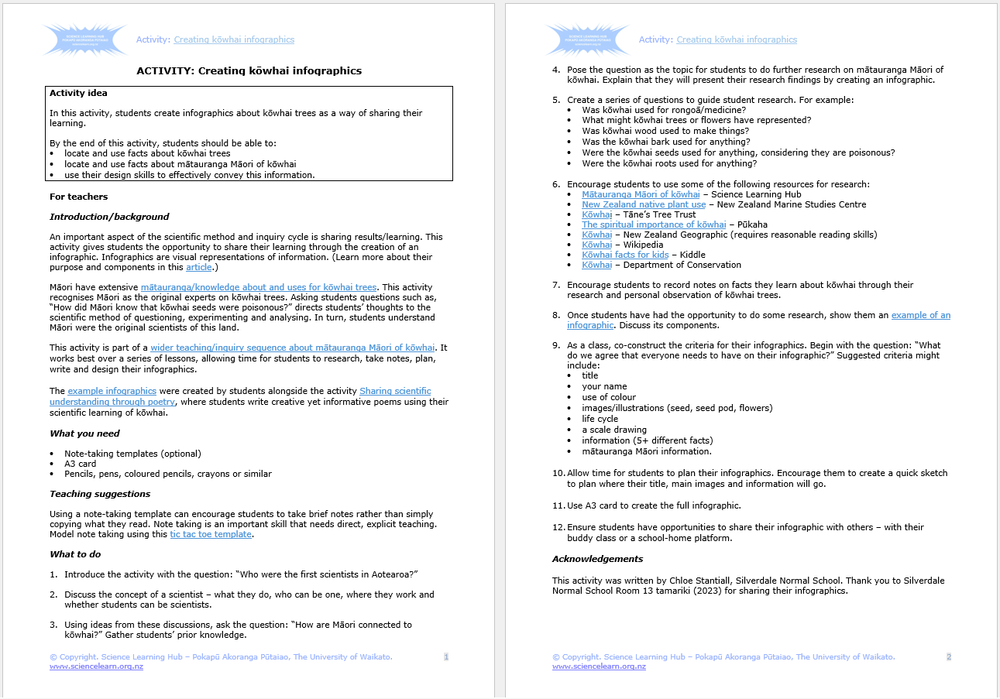 SCIENCE LEARNING HUB
POKAPŪ AKORANGA PŪTAIAO
sciencelearn.org.nz
Activity: Creating kōwhai infographics
ACTIVITY: Creating kōwhai infographics
Activity idea
In this activity, students create infographics about kōwhai trees as a way of sharing their
learning.
By the end of this activity, students should be able to:
• locate and use facts about kōwhai trees
• locate and use facts about mātauranga Māori of kōwhai
• use their design skills to effectively convey this information.
For teachers
Introduction/background
An important aspect of the scientific method and inquiry cycle is sharing results/learning. This
activity gives students the opportunity to share their learning through the creation of an
infographic. Infographics are visual representations of information. (Learn more about their
purpose and components in this article.)
Māori have extensive mātauranga/knowledge about and uses for kōwhai trees. This activity
recognises Māori as the original experts on kōwhai trees. Asking students questions such as,
“How did Māori know that kōwhai seeds were poisonous?” directs students’ thoughts to the
scientific method of questioning, experimenting and analysing. In turn, students understand
Māori were the original scientists of this land.
This activity is part of a wider teaching/inquiry sequence about mātauranga Māori of kōwhai. It
works best over a series of lessons, allowing time for students to research, take notes, plan,
write and design their infographics.
The example infographics were created by students alongside the activity Sharing scientific
understanding through poetry, where students write creative yet informative poems using their
scientific learning of kōwhai.
What you need
• Note-taking templates (optional)
• A3 card
• Pencils, pens, coloured pencils, crayons or similar
Teaching suggestions
Using a note-taking template can encourage students to take brief notes rather than simply
copying what they read. Note taking is an important skill that needs direct, explicit teaching.
Model note taking using this tic tac toe template.
What to do
1. Introduce the activity with the question: “Who were the first scientists in Aotearoa?”
2. Discuss the concept of a scientist – what they do, who can be one, where they work and
whether students can be scientists.
3. Using ideas from these discussions, ask the question: “How are Māori connected to
kōwhai?” Gather students’ prior knowledge.
© Copyright. Science Learning Hub – Pokapū Akoranga Pūtaiao, The University of Waikato. 1
www.sciencelearn.org.nz
SCIENCE LEARNING HUB
POKAPŪ AKORANGA PŪTAIAO
sciencelearn.org.nz
Activity: Creating kōwhai infographics
4. Pose the question as the topic for students to do further research on mātauranga Māori of
kōwhai. Explain that they will present their research findings by creating an infographic.
5. Create a series of questions to guide student research. For example:
• Was kōwhai used for rongoā/medicine?
• What might kōwhai trees or flowers have represented?
• Was kōwhai wood used to make things?
• Was the kōwhai bark used for anything?
• Were the kōwhai seeds used for anything, considering they are poisonous?
• Were the kōwhai roots used for anything?
6. Encourage students to use some of the following resources for research:
• Mātauranga Māori of kōwhai – Science Learning Hub
• New Zealand native plant use – New Zealand Marine Studies Centre
• Kōwhai – Tāne’s Tree Trust
• The spiritual importance of kōwhai – Pūkaha
• Kōwhai – New Zealand Geographic (requires reasonable reading skills)
• Kōwhai – Wikipedia
• Kōwhai facts for kids – Kiddle
• Kōwhai – Department of Conservation
7. Encourage students to record notes on facts they learn about kōwhai through their
research and personal observation of kōwhai trees.
8. Once students have had the opportunity to do some research, show them an example of an
infographic. Discuss its components.
9. As a class, co-construct the criteria for their infographics. Begin with the question: “What
do we agree that everyone needs to have on their infographic?” Suggested criteria might
include:
• title
• your name
• use of colour
• images/illustrations (seed, seed pod, flowers)
• life cycle
• a scale drawing
• information (5+ different facts)
• mātauranga Māori information.
10. Allow time for students to plan their infographics. Encourage them to create a quick sketch
to plan where their title, main images and information will go.
11. Use A3 card to create the full infographic.
12. Ensure students have opportunities to share their infographic with others – with their
buddy class or a school-home platform.
Acknowledgements
This activity was written by Chloe Stantiall, Silverdale Normal School. Thank you to Silverdale
Normal School Room 13 tamariki (2023) for sharing their infographics.
© Copyright. Science Learning Hub – Pokapū Akoranga Pūtaiao, The University of Waikato. 2
www.sciencelearn.org.nz